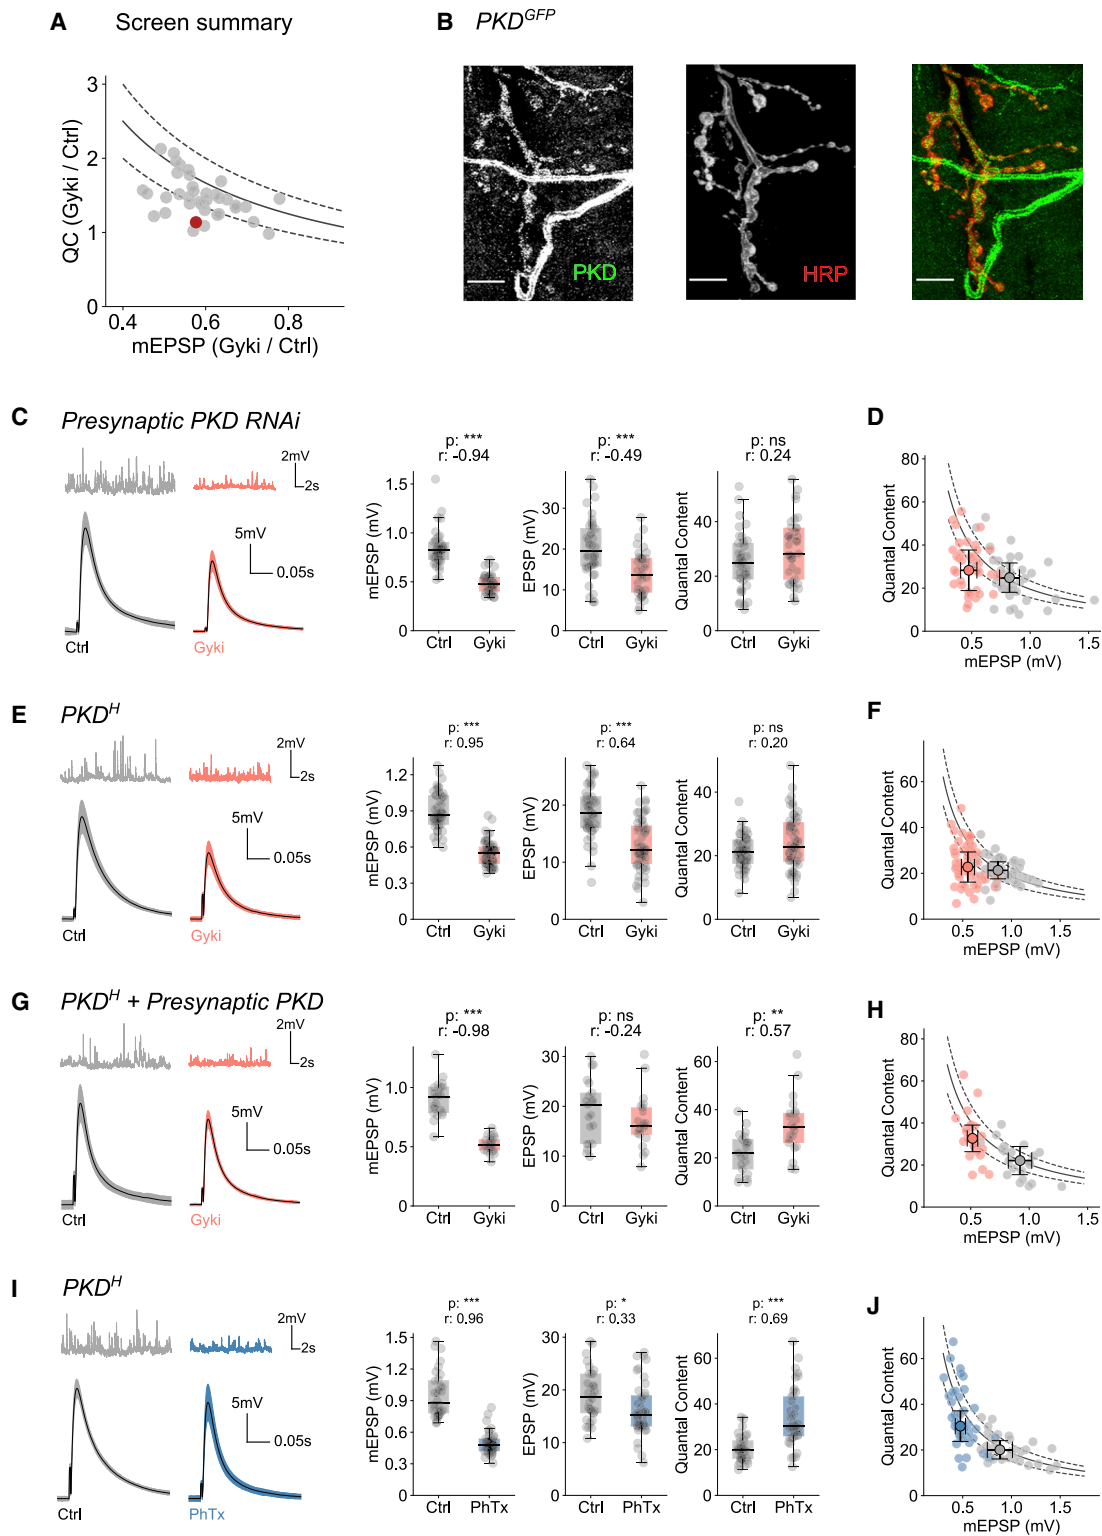 A Screen summary
QC (Gyki / Ctrl)
3
2
1
0
0.4 0.6 0.8
mEPSP (Gyki / Ctrl)
B PKD^GFP
PKD
HRP
C Presynaptic PKD RNAi
2mV
2s
5mV
0.05s
Ctrl
Gyki
p: ***
r: -0.94
mEPSP (mV)
1.5
1.0
0.5
0
Ctrl Gyki
p: ***
r: -0.49
EPSP (mV)
30
20
10
0
Ctrl Gyki
p: ns
r: 0.24
Quantal Content
40
20
0
Ctrl Gyki
D
Quantal Content
80
60
40
20
0
0.5 1.0 1.5
mEPSP (mV)
E PKD^H
2mV
2s
5mV
0.05s
Ctrl
Gyki
p: ***
r: 0.95
mEPSP (mV)
1.2
0.9
0.6
0.3
0
Ctrl Gyki
p: ***
r: 0.64
EPSP (mV)
20
10
0
Ctrl Gyki
p: ns
r: 0.20
Quantal Content
40
20
0
Ctrl Gyki
F
Quantal Content
60
40
20
0
0.5 1.0 1.5
mEPSP (mV)
G PKD^H + Presynaptic PKD
2mV
2s
5mV
0.05s
Ctrl
Gyki
p: ***
r: -0.98
mEPSP (mV)
1.0
0.5
0
Ctrl Gyki
p: ns
r: -0.24
EPSP (mV)
30
20
10
0
Ctrl Gyki
p: **
r: 0.57
Quantal Content
60
40
20
0
Ctrl Gyki
H
Quantal Content
80
60
40
20
0
0.5 1.0 1.5
mEPSP (mV)
I PKD^H
2mV
2s
5mV
0.05s
Ctrl
PhTx
p: ***
r: 0.96
mEPSP (mV)
1.5
1.2
0.9
0.6
0.3
0
Ctrl PhTx
p: *
r: 0.33
EPSP (mV)
30
20
10
0
Ctrl PhTx
p: ***
r: 0.69
Quantal Content
60
40
20
0
Ctrl PhTx
J
Quantal Content
60
40
20
0
0.5 1.0 1.5
mEPSP (mV)